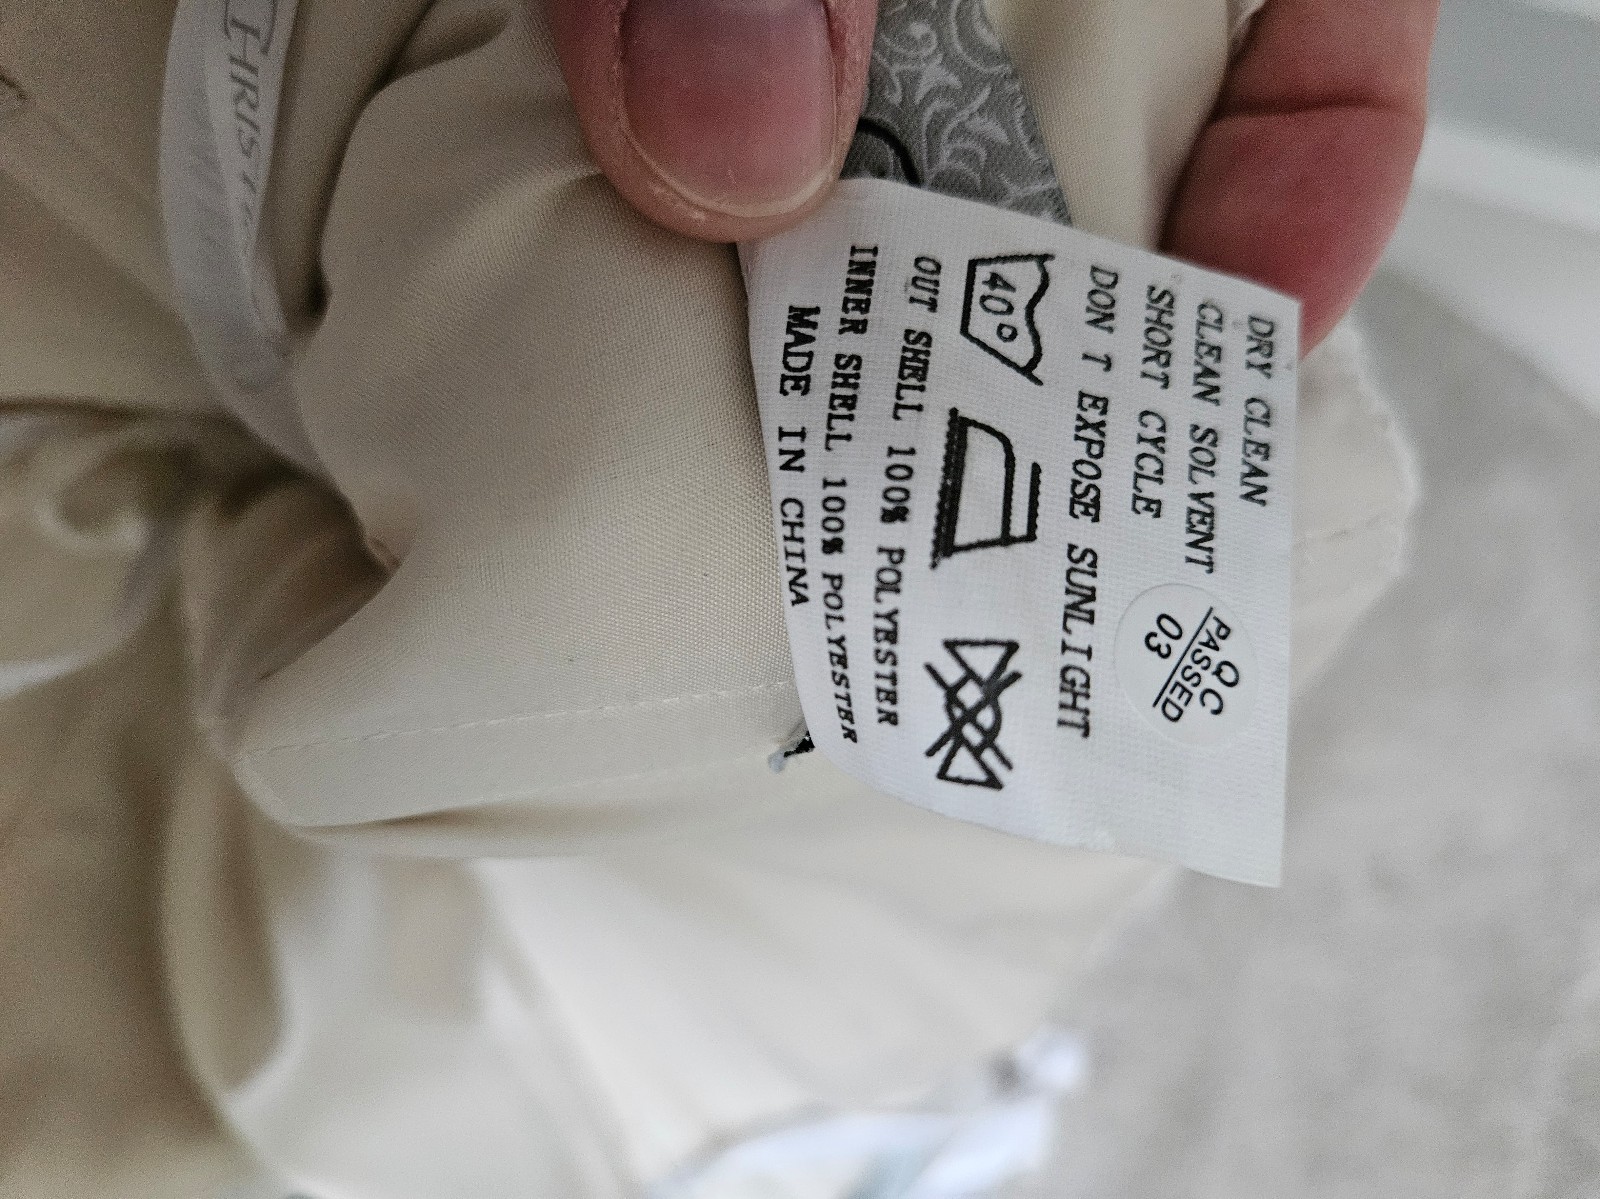 MADE IN CHINA
INNER SHELL 100% POLYESTER
OUT SHELL 100% POLYESTER
40°
DON T EXPOSE SUNLIGHT
SHORT CYCLE
CLEAN SOLVENT
DRY CLEAN
QC
PASSED
03